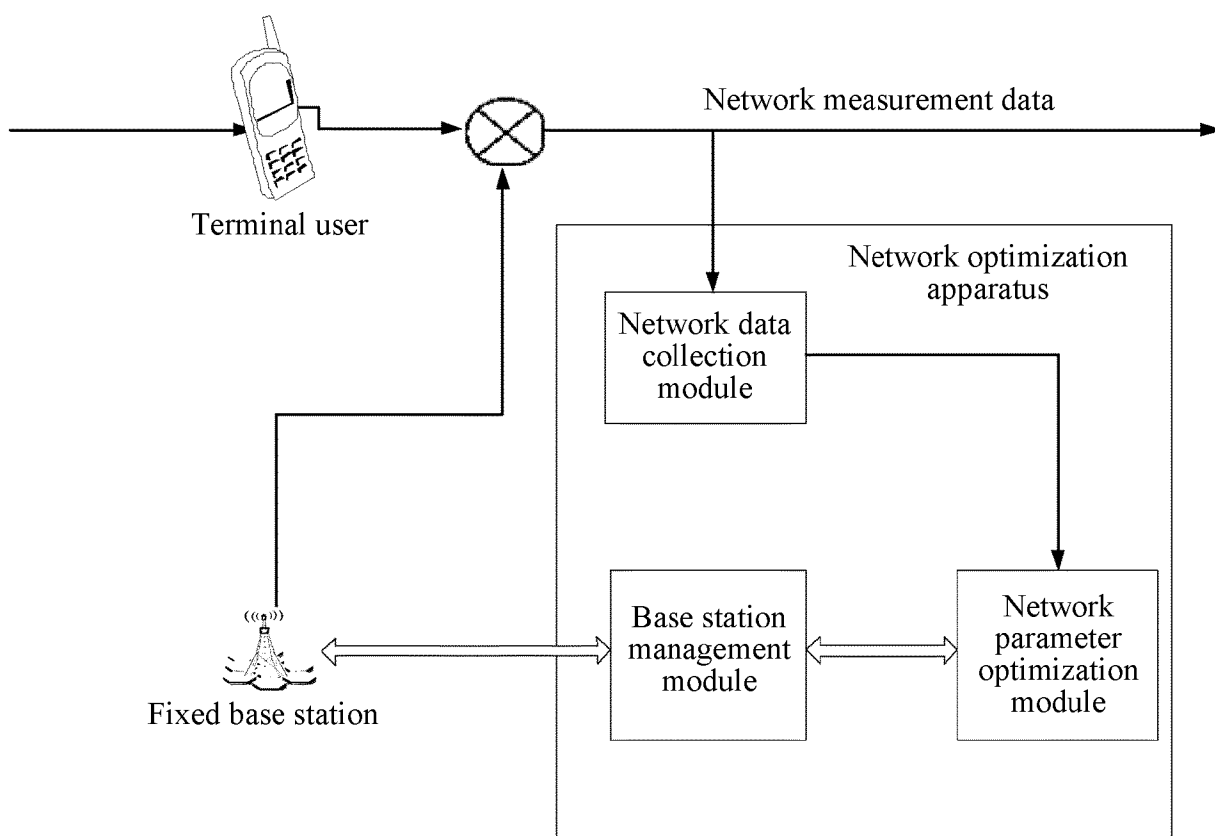 Network measurement data
Terminal user
Network optimization
apparatus
Network data
collection
module
Base station
management
module
Network
parameter
optimization
module
Fixed base station